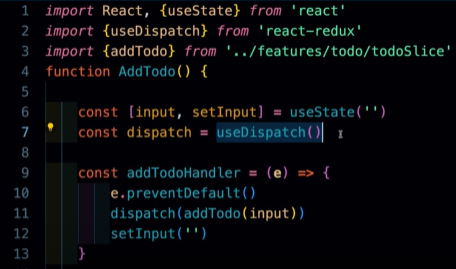 1 import React, {useState} from 'react'
2 import {useDispatch} from 'react-redux'
3 import {addTodo} from '../features/todo/todoSlice'
4 function AddTodo() {
5
6 const [input, setInput] = useState('')
7 const dispatch = useDispatch()
8
9 const addTodoHandler = (e) => {
10 e.preventDefault()
11 dispatch(addTodo(input))
12 setInput('')
13 }